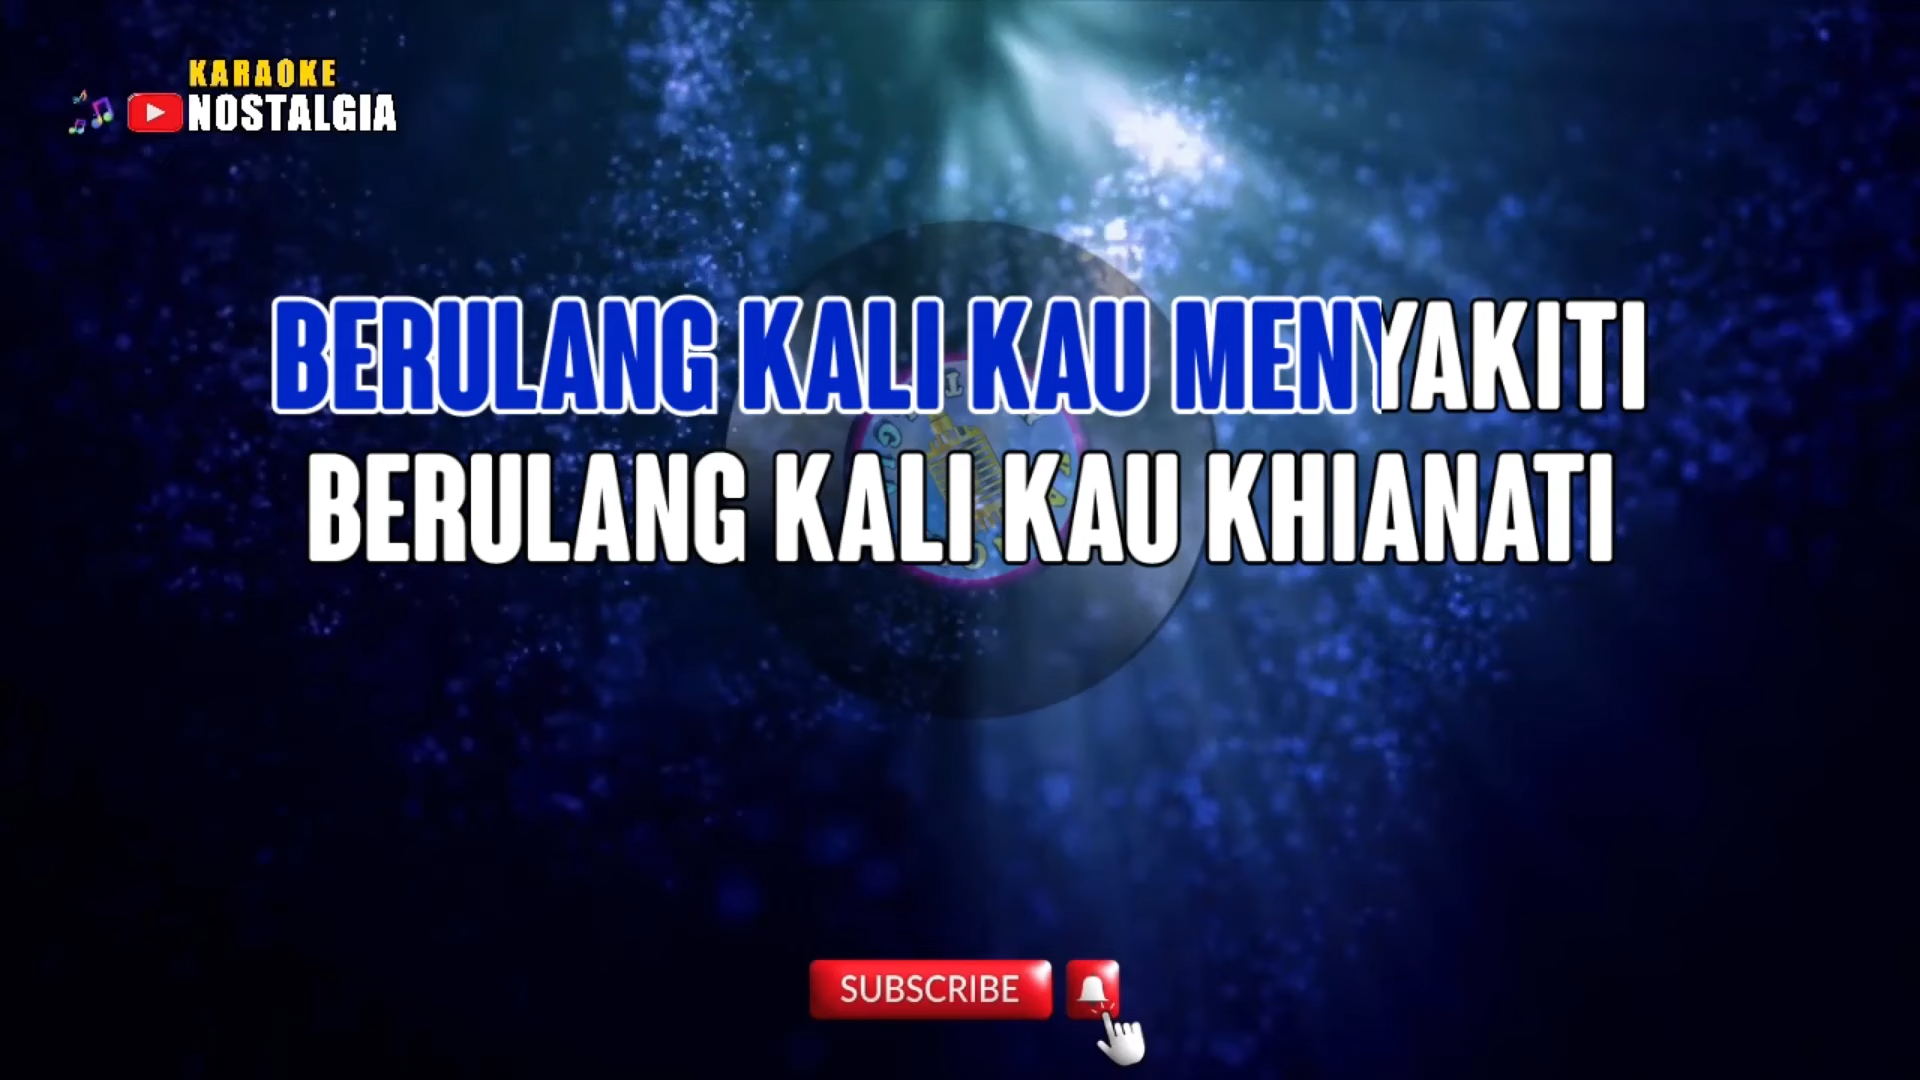 KARAOKE
NOSTALGIA
BERULANG KALI KAU MENYAKITI
BERULANG KALI KAU KHIANATI
SUBSCRIBE